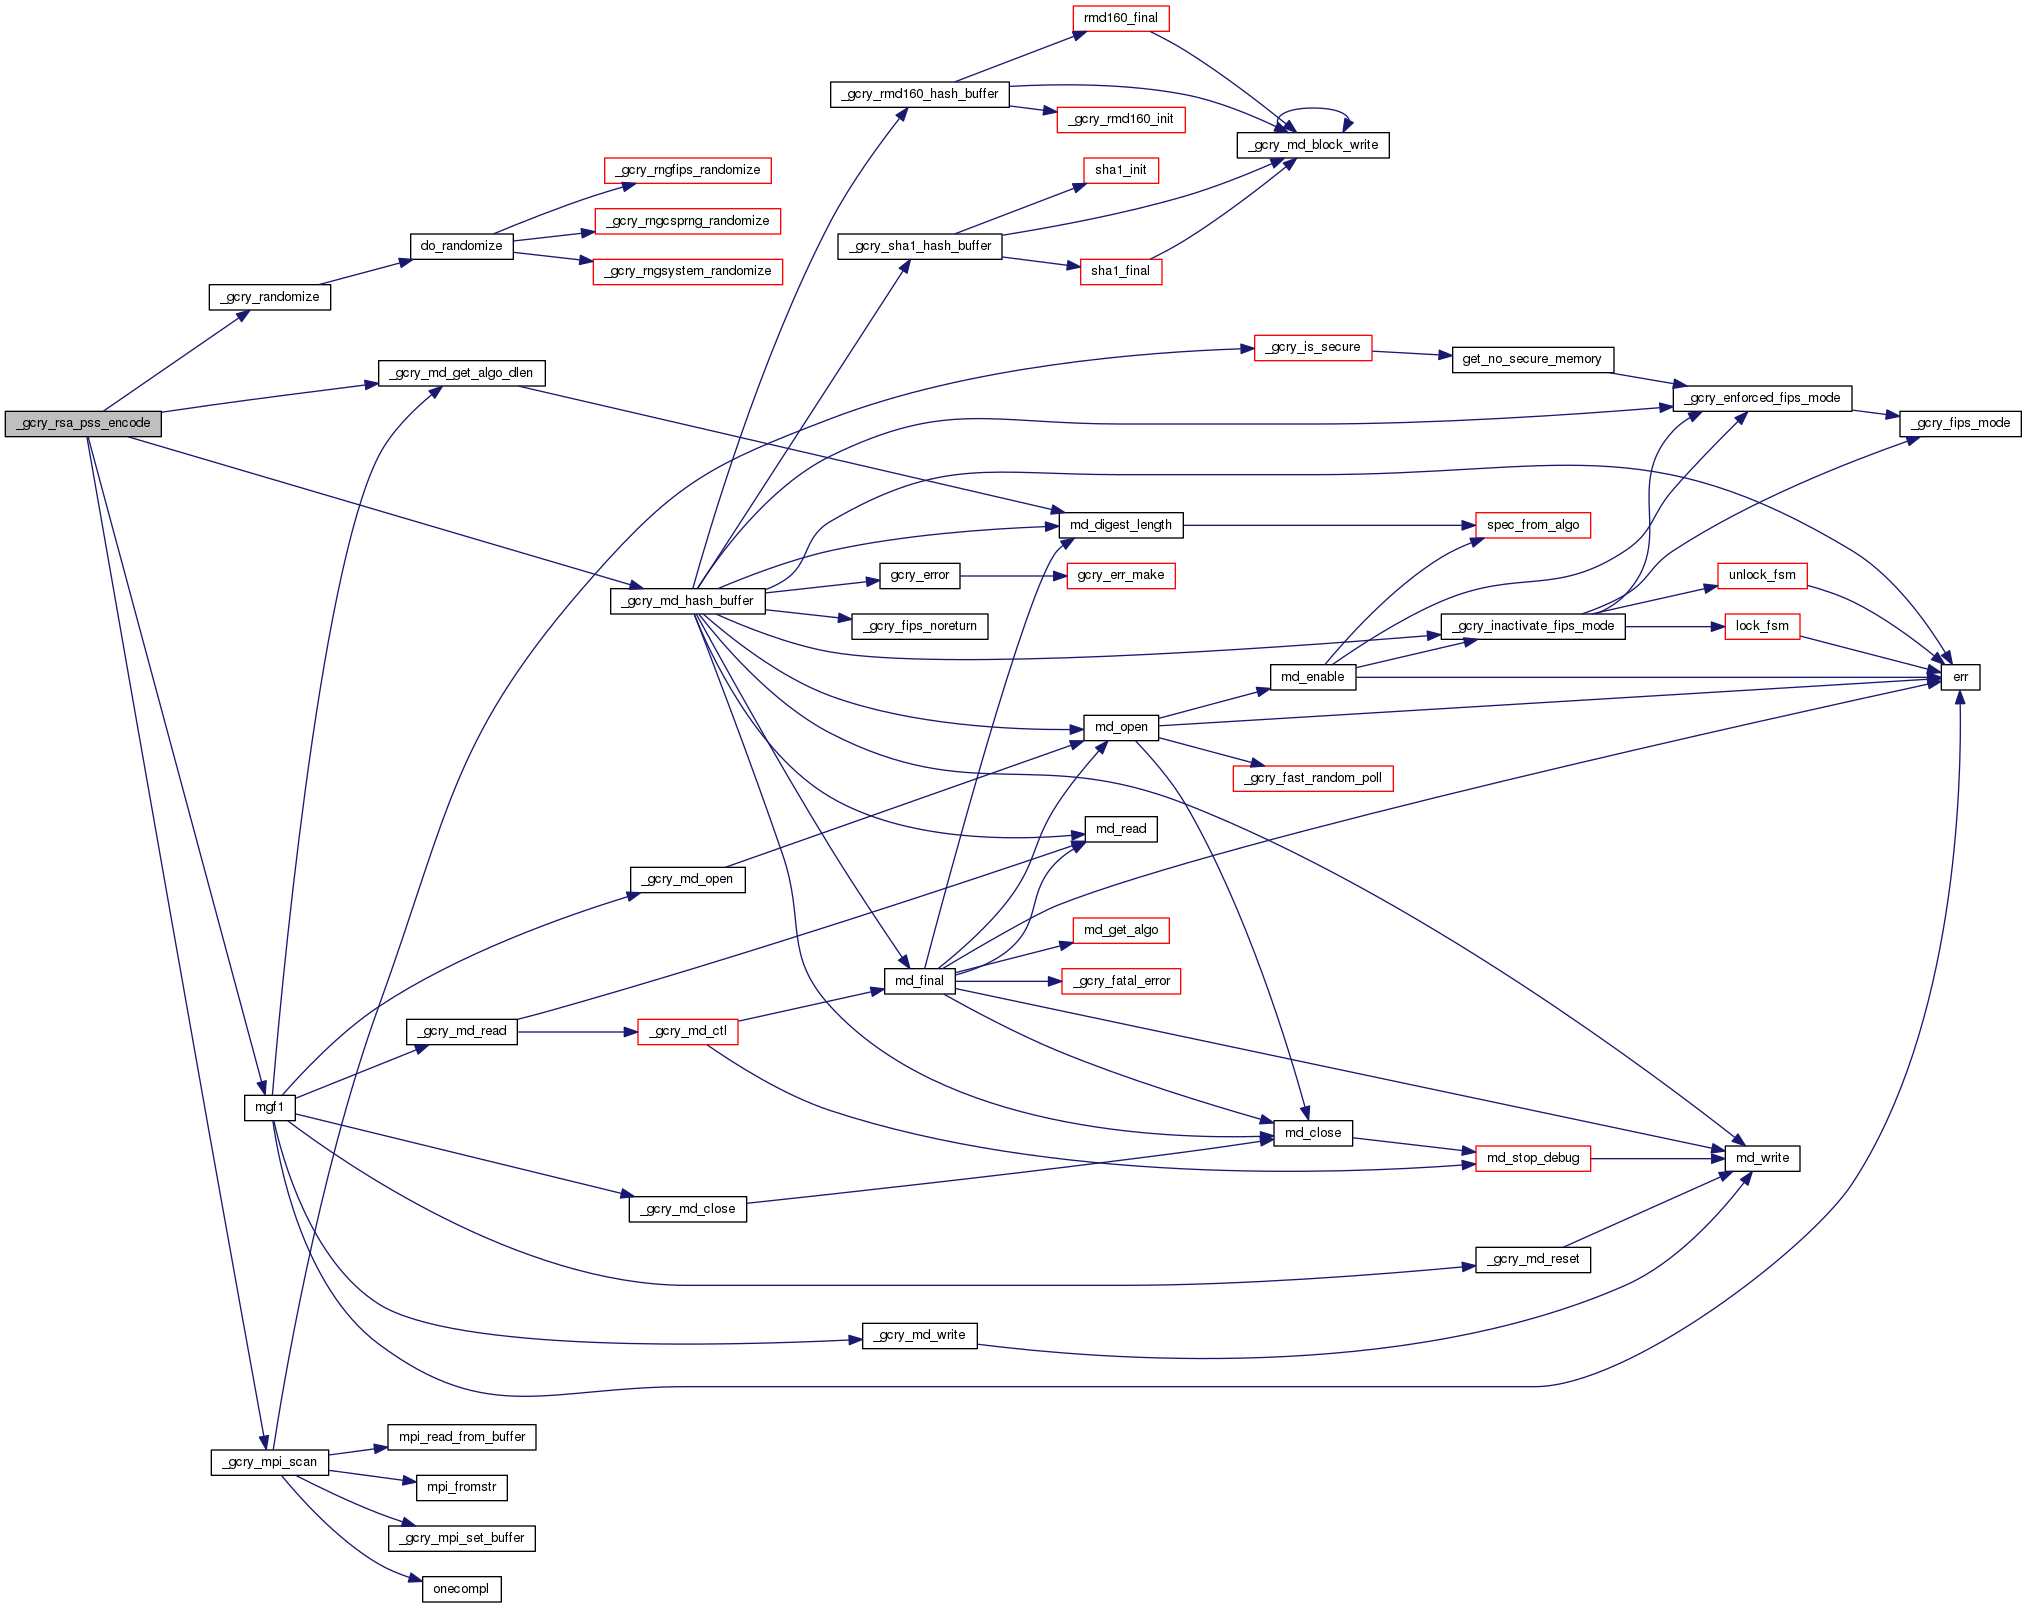 rmd160_final
_gcry_rmd160_hash_buffer
_gcry_rmd160_init
_gcry_md_block_write
_gcry_rngfips_randomize
sha1_init
_gcry_rngcsprng_randomize
do_randomize
_gcry_sha1_hash_buffer
_gcry_rngsystem_randomize
sha1_final
_gcry_randomize
_gcry_is_secure
get_no_secure_memory
_gcry_md_get_algo_dlen
_gcry_enforced_fips_mode
_gcry_rsa_pss_encode
_gcry_fips_mode
md_digest_length
spec_from_algo
gcry_error
gcry_err_make
unlock_fsm
_gcry_md_hash_buffer
_gcry_fips_noreturn
_gcry_inactivate_fips_mode
lock_fsm
md_enable
err
md_open
_gcry_fast_random_poll
md_read
_gcry_md_open
md_get_algo
md_final
_gcry_fatal_error
_gcry_md_read
_gcry_md_ctl
mgf1
md_close
md_stop_debug
md_write
_gcry_md_close
_gcry_md_reset
_gcry_md_write
mpi_read_from_buffer
_gcry_mpi_scan
mpi_fromstr
_gcry_mpi_set_buffer
onecompl